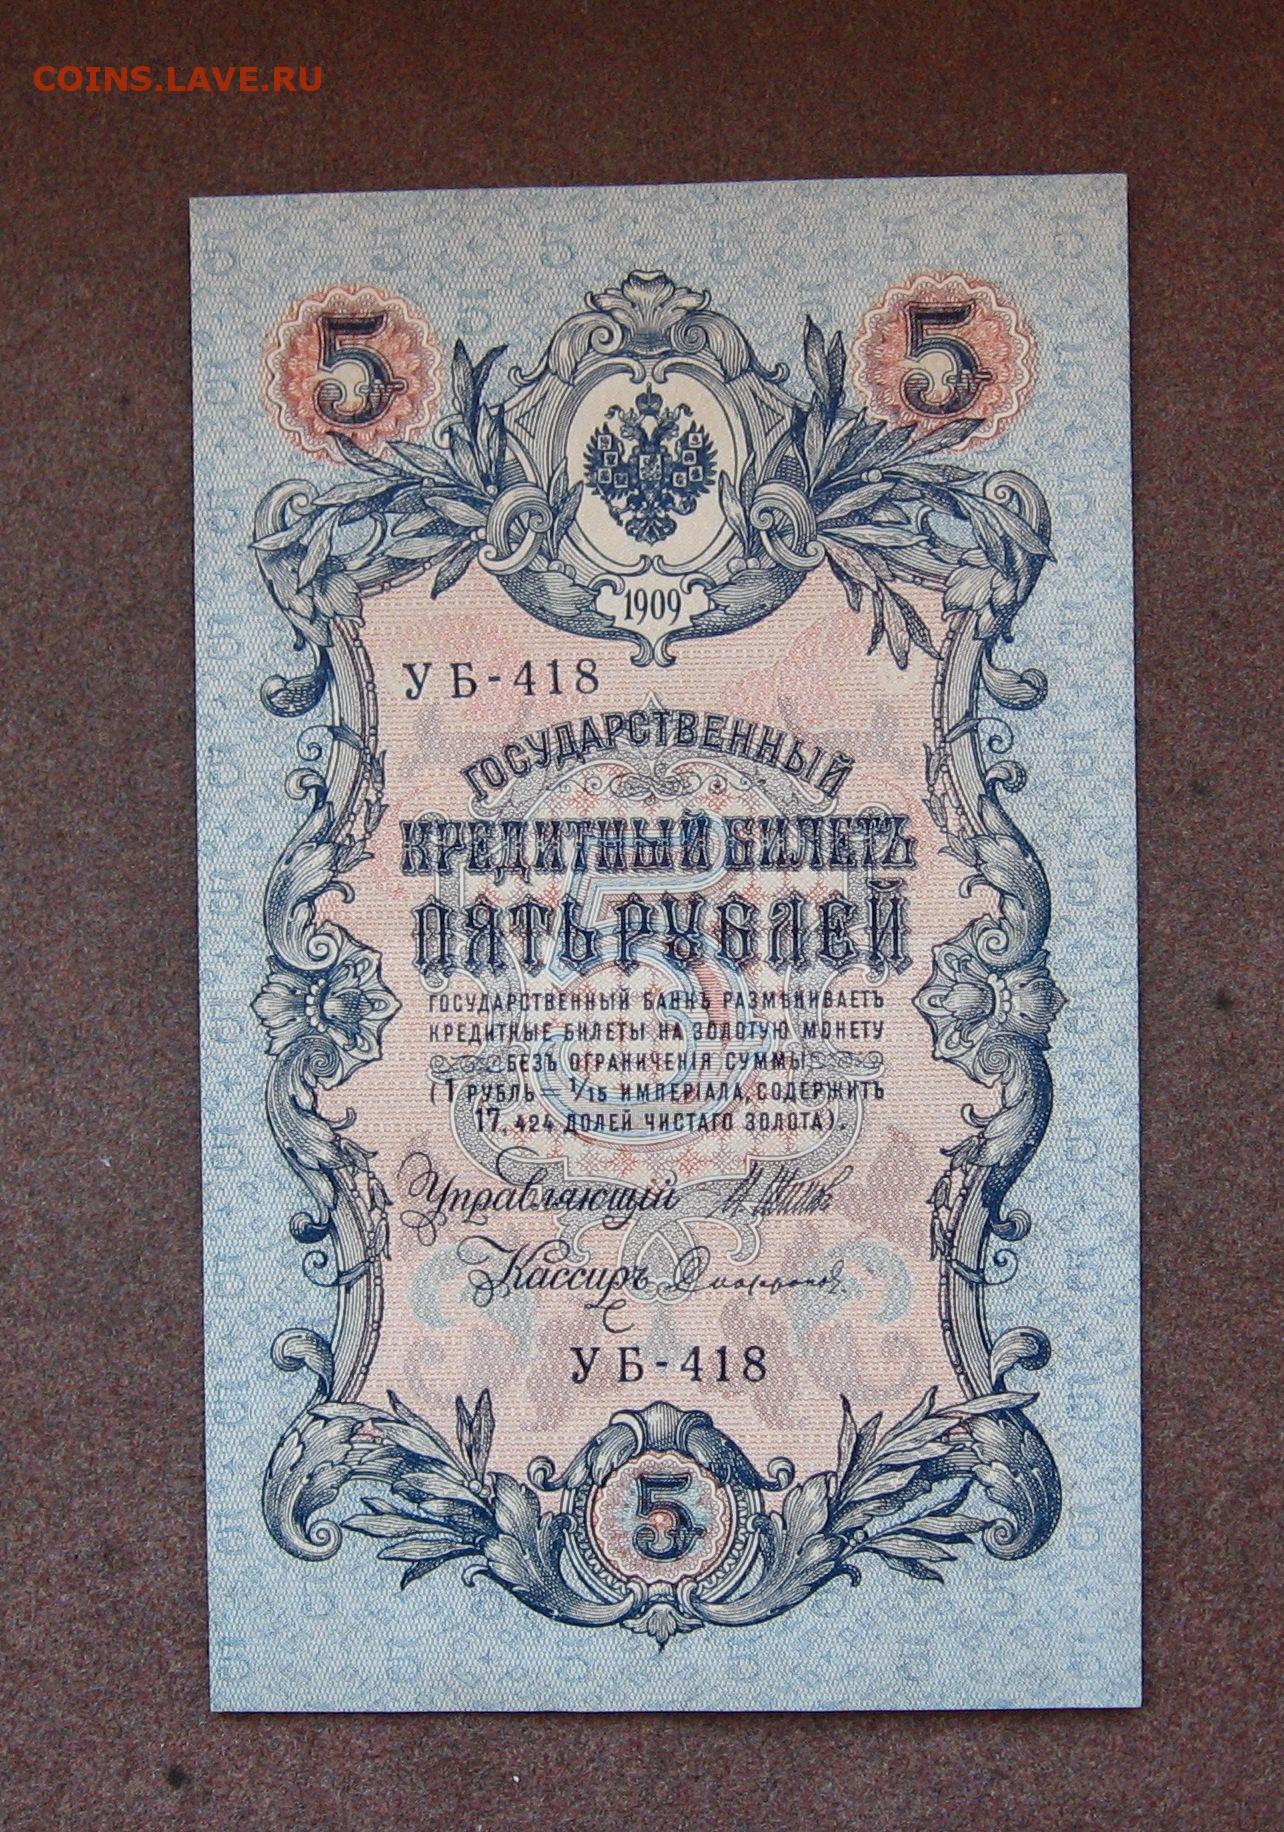 COINS.LAVE.RU
5 5
1909
УБ-418
ГОСУДАРСТВЕННЫЙ
КРЕДИТНЫЙ БИЛЕТЪ
ПЯТЬ РУБЛЕЙ
ГОСУДАРСТВЕННЫЙ БАНКЪ РАЗМѢНИВАЕТЪ
КРЕДИТНЫЕ БИЛЕТЫ НА ЗОЛОТУЮ МОНЕТУ
БЕЗЪ ОГРАНИЧЕНІЯ СУММЫ
(1 РУБЛЬ = 1/15 ИМПЕРІАЛА, СОДЕРЖИТЪ
17,424 ДОЛЕЙ ЧИСТАГО ЗОЛОТА).
Управляющій
Кассиръ
УБ-418
5